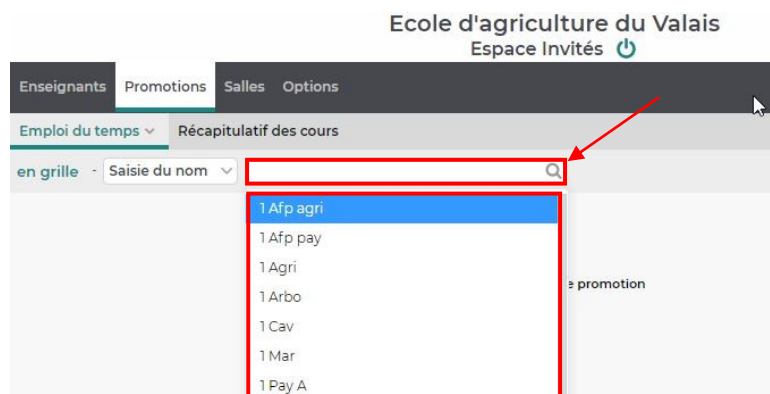 Ecole d'agriculture du Valais
Espace Invités
Enseignants Promotions Salles Options
Emploi du temps Récapitulatif des cours
en grille - Saisie du nom
1 Afp agri
1 Afp pay
1 Agri
e promotion
1 Arbo
1 Cav
1 Mar
1 Pay A